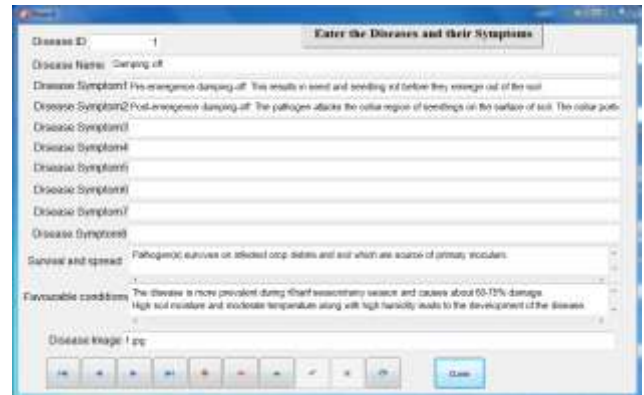 Enter the Diseases and their Symptoms
Disease ID 1
Disease Name Damping off
Disease Symptom1 Pre-emergence damping-off This results in seed and seedling rot before they emerge out of the soil
Disease Symptom2 Post-emergence damping-off The pathogen attacks the collar region of seedlings on the surface of soil. The collar porti
Disease Symptom3
Disease Symptom4
Disease Symptom5
Disease Symptom6
Disease Symptom7
Disease Symptom8
Survival and spread Pathogen(s) survives on infected crop debris and soil which are source of primary inoculum
Favourable conditions The disease is more prevalent during season and causes about 60-75% damage
High soil moisture and moderate temperature along with high humidity leads to the development of the disease
Disease Image 1.jpg
Close